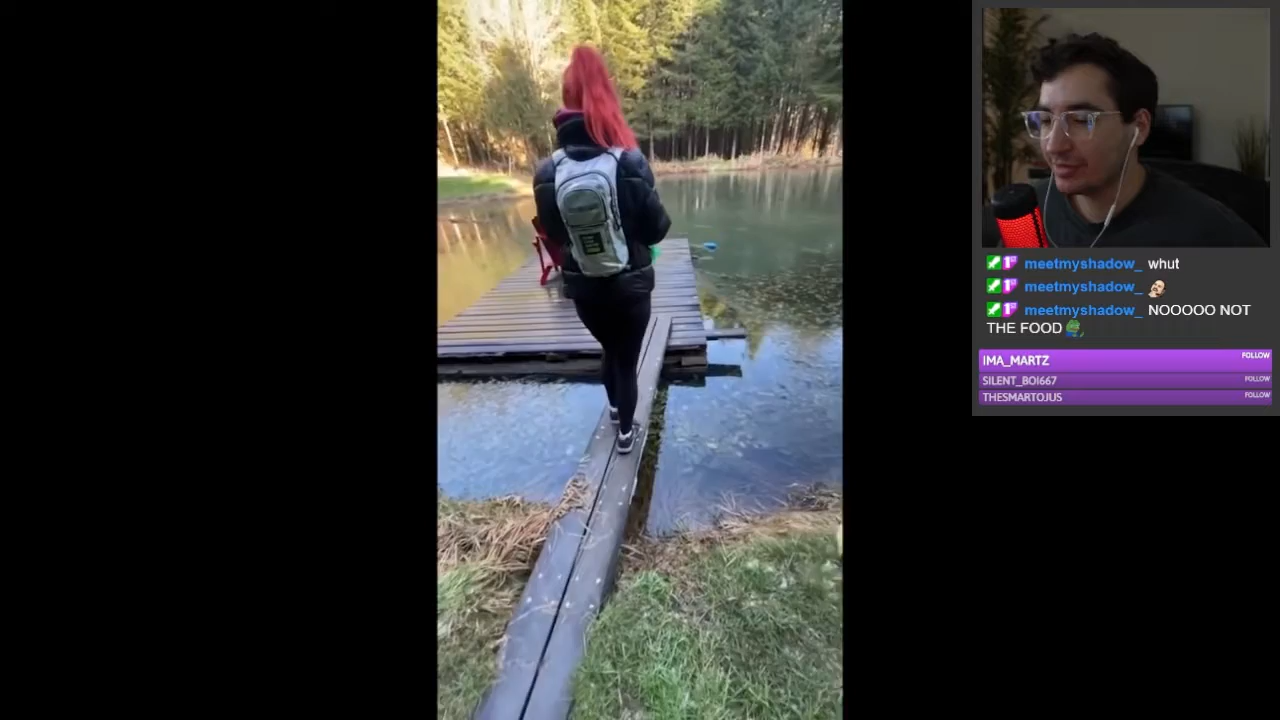 meetmyshadow_ whut
meetmyshadow_
meetmyshadow_ NOOOOO NOT
THE FOOD
IMA_MARTZ FOLLOW
SILENT_BOI667 FOLLOW
THESMARTOJUS FOLLOW